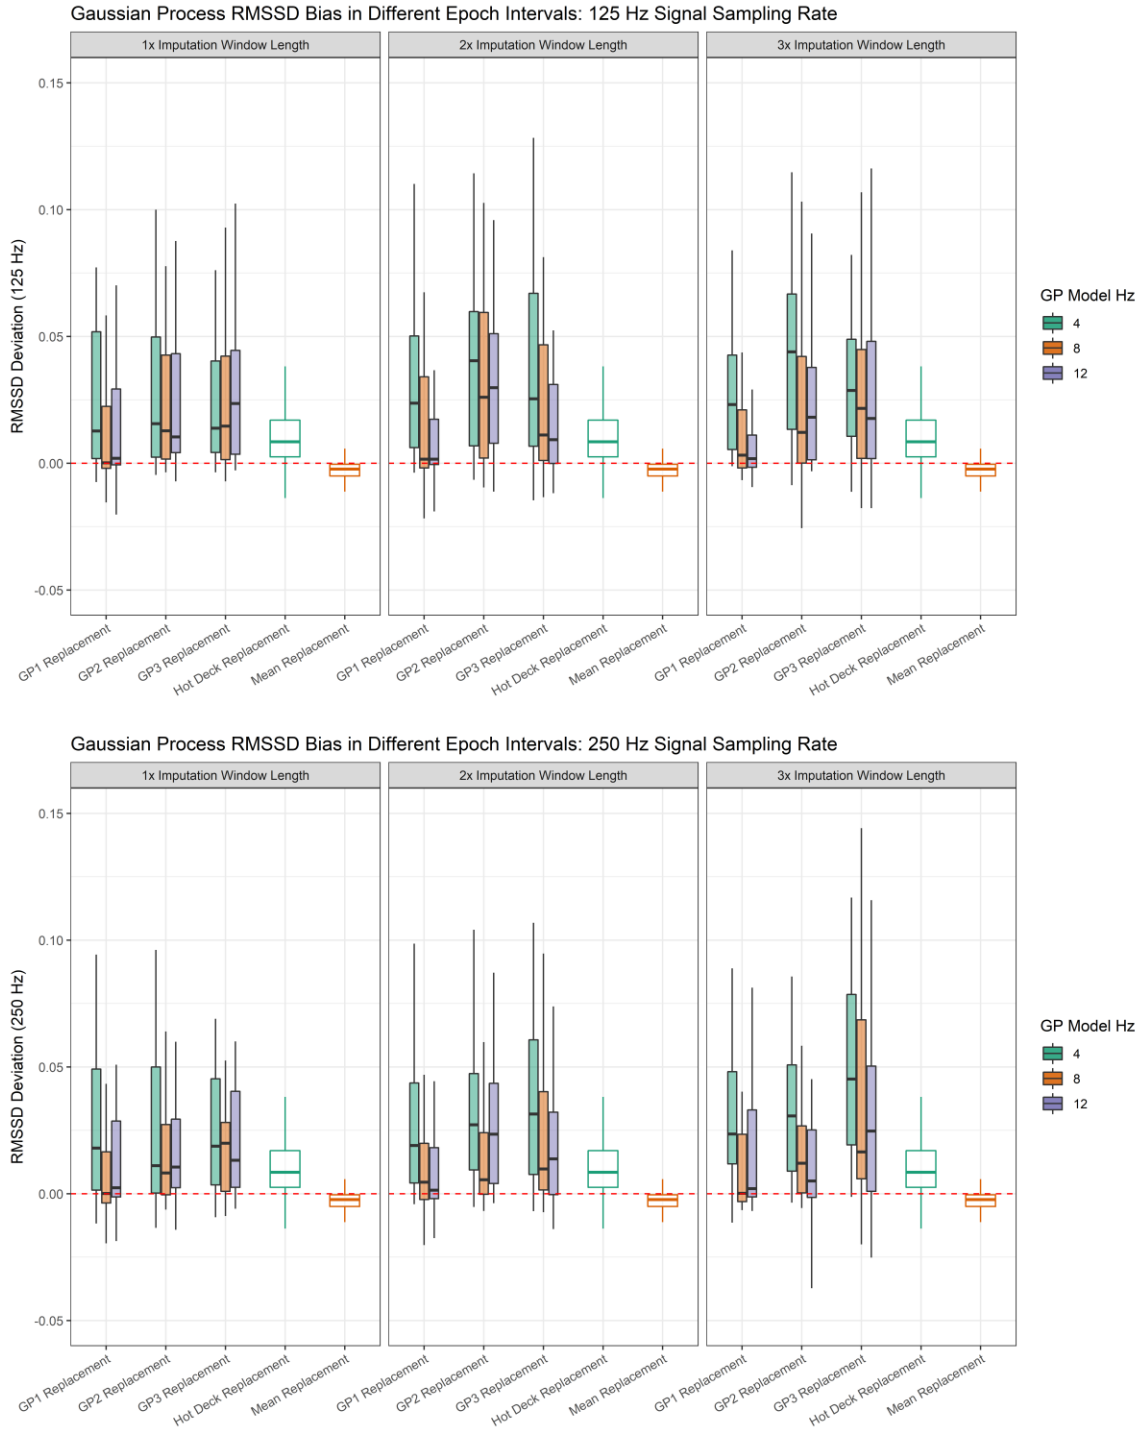 Gaussian Process RMSSD Bias in Different Epoch Intervals: 125 Hz Signal Sampling Rate
1x Imputation Window Length
2x Imputation Window Length
3x Imputation Window Length
RMSSD Deviation (125 Hz)
0.15
0.10
0.05
0.00
-0.05
GP1 Replacement
GP2 Replacement
GP3 Replacement
Hot Deck Replacement
Mean Replacement
GP1 Replacement
GP2 Replacement
GP3 Replacement
Hot Deck Replacement
Mean Replacement
GP1 Replacement
GP2 Replacement
GP3 Replacement
Hot Deck Replacement
Mean Replacement
GP Model Hz
4
8
12
Gaussian Process RMSSD Bias in Different Epoch Intervals: 250 Hz Signal Sampling Rate
1x Imputation Window Length
2x Imputation Window Length
3x Imputation Window Length
RMSSD Deviation (250 Hz)
0.15
0.10
0.05
0.00
-0.05
GP1 Replacement
GP2 Replacement
GP3 Replacement
Hot Deck Replacement
Mean Replacement
GP1 Replacement
GP2 Replacement
GP3 Replacement
Hot Deck Replacement
Mean Replacement
GP1 Replacement
GP2 Replacement
GP3 Replacement
Hot Deck Replacement
Mean Replacement
GP Model Hz
4
8
12